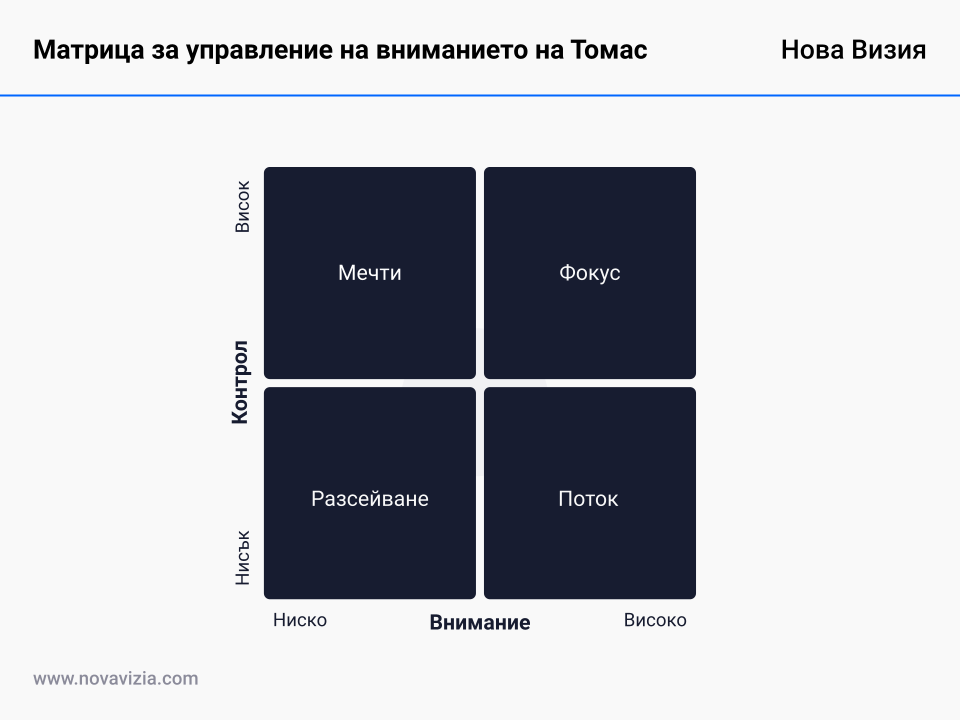 Матрица за управление на вниманието на Томас
Нова Визия
Висок
Мечти
Фокус
Контрол
Разсейване
Поток
Нисък
Ниско
Внимание
Високо
www.novavizia.com